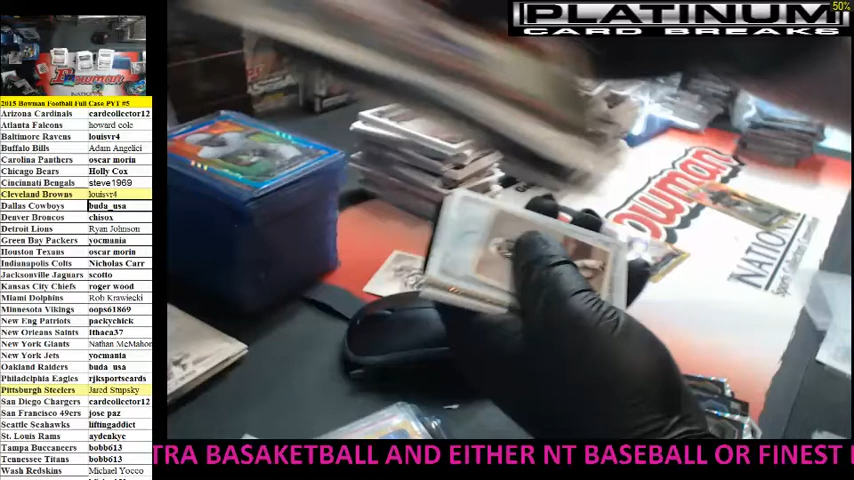 50%
PLATINUM
CARD BREAKS
Bowman
2015 Bowman Football Full Case PYT #5
Arizona Cardinals cardcollector12
Atlanta Falcons howard cole
Baltimore Ravens louisvr4
Buffalo Bills Adam Angelici
Carolina Panthers oscar morin
Chicago Bears Holly Cox
Cincinnati Bengals steve1969
Cleveland Browns louisvr4
Dallas Cowboys buda_usa
Denver Broncos chisox
Detroit Lions Ryan Johnson
Green Bay Packers yocmania
Houston Texans oscar morin
Indianapolis Colts Nicholas Carr
Jacksonville Jaguars scotto
Kansas City Chiefs roger wood
Miami Dolphins Rob Krawiecki
Minnesota Vikings oops61869
New Eng Patriots packychick
New Orleans Saints Ithaca37
New York Giants Nathan McMahon
New York Jets yocmania
Oakland Raiders buda_usa
Philadelphia Eagles rjksportscards
Pittsburgh Steelers Jared Stupsky
San Diego Chargers cardcollector12
San Francisco 49ers jose paz
Seattle Seahawks liftingaddict
St. Louis Rams aydenkye
Tampa Buccaneers bobb613
Tennessee Titans bobb613
Wash Redskins Michael Yocco
Bowman
NATIONAL
Sports Collectors
TRA BASAKETBALL AND EITHER NT BASEBALL OR FINEST